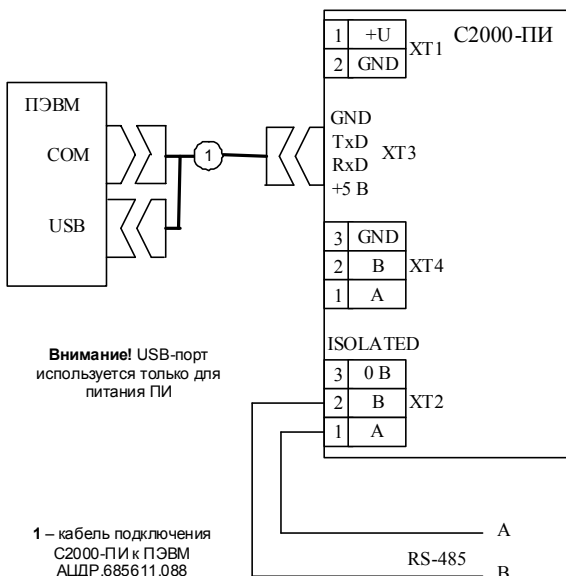 1 +U С2000-ПИ
XT1
2 GND
ПЭВМ
GND
COM
TxD
1
XT3
RxD
+5 В
USB
3 GND
2 B XT4
1 A
Внимание! USB-порт
используется только для
питания ПИ
ISOLATED
3 0 В
2 B XT2
1 A
1 – кабель подключения
С2000-ПИ к ПЭВМ
АЦДР.685611.088
A
RS-485
B